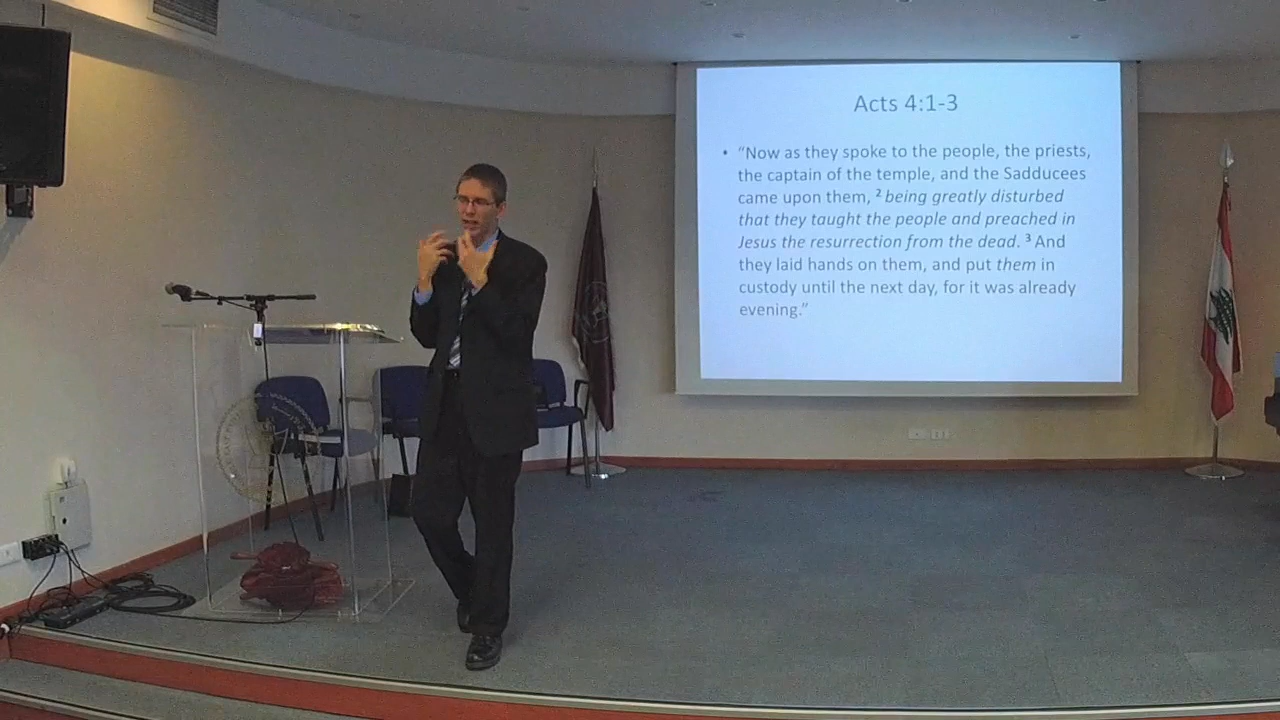 Acts 4:1-3
• “Now as they spoke to the people, the priests,
the captain of the temple, and the Sadducees
came upon them, ² being greatly disturbed
that they taught the people and preached in
Jesus the resurrection from the dead. ³ And
they laid hands on them, and put them in
custody until the next day, for it was already
evening.”